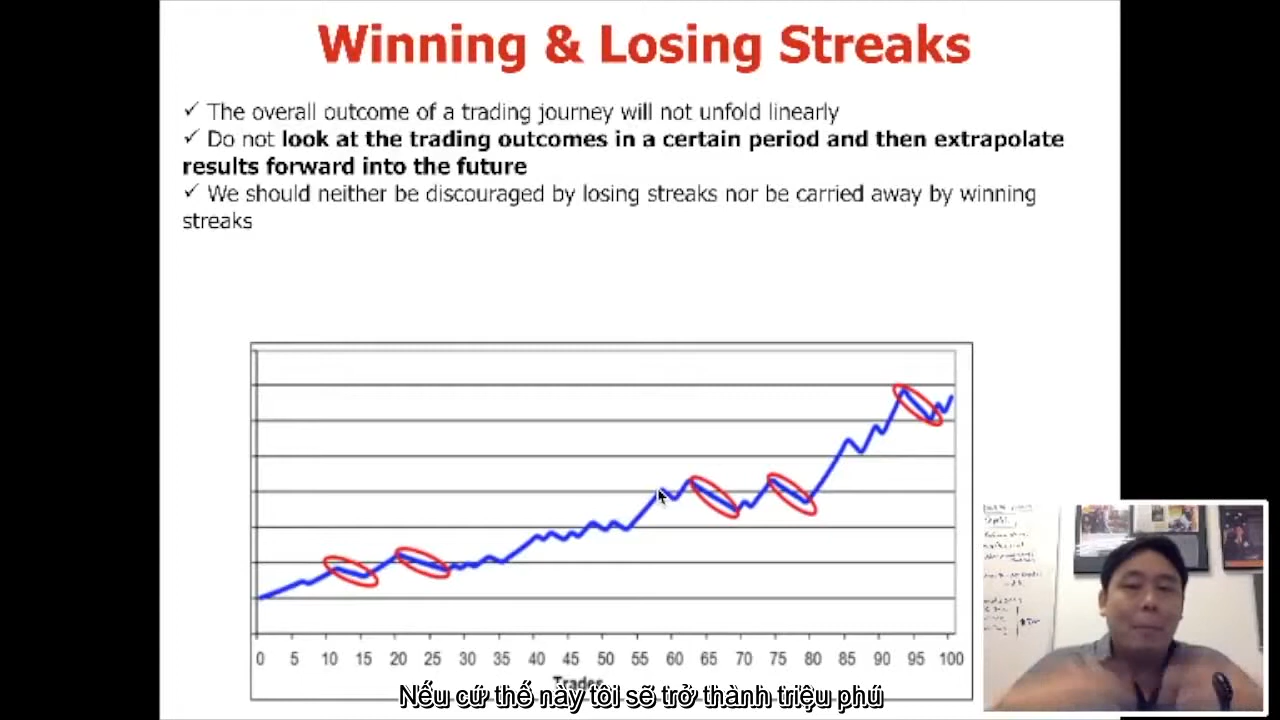 Winning & Losing Streaks
✓ The overall outcome of a trading journey will not unfold linearly
✓ Do not look at the trading outcomes in a certain period and then extrapolate
results forward into the future
✓ We should neither be discouraged by losing streaks nor be carried away by winning
streaks
0 5 10 15 20 25 30 35 40 45 50 55 60 65 70 75 80 85 90 95 100
Trades
Nếu cứ thế này tôi sẽ trở thành triệu phú